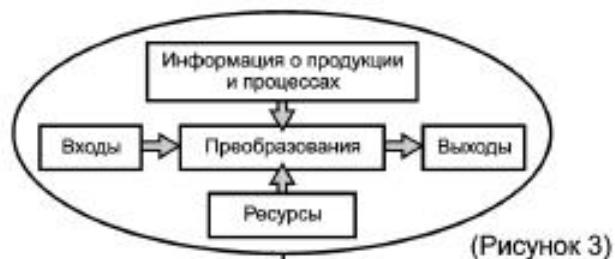 Информация о продукции
и процессах
Входы
Преобразования
Выходы
Ресурсы
(Рисунок 3)